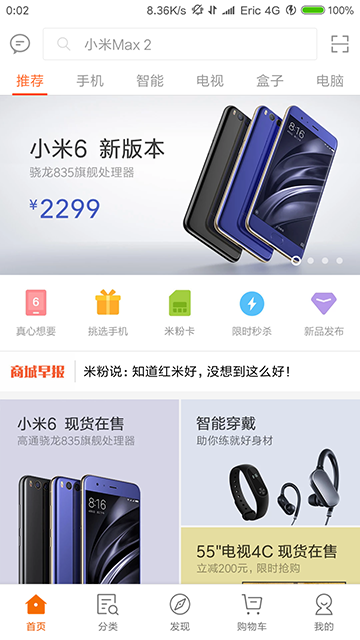 0:02 8.36K/s Eric 4G 100
小米Max 2
推荐 手机 智能 电视 盒子 电脑
小米6 新版本
骁龙835旗舰处理器
¥2299
8:16
6
真心想要 挑选手机 米粉卡 限时秒杀 新品发布
商城早报 米粉说：知道红米好，没想到这么好！
小米6 现货在售
高通骁龙835旗舰处理器
8:16
智能穿戴
助你练就好身材
55"电视4C 现货在售
立减200元，限时抢购
首页 分类 发现 购物车 我的